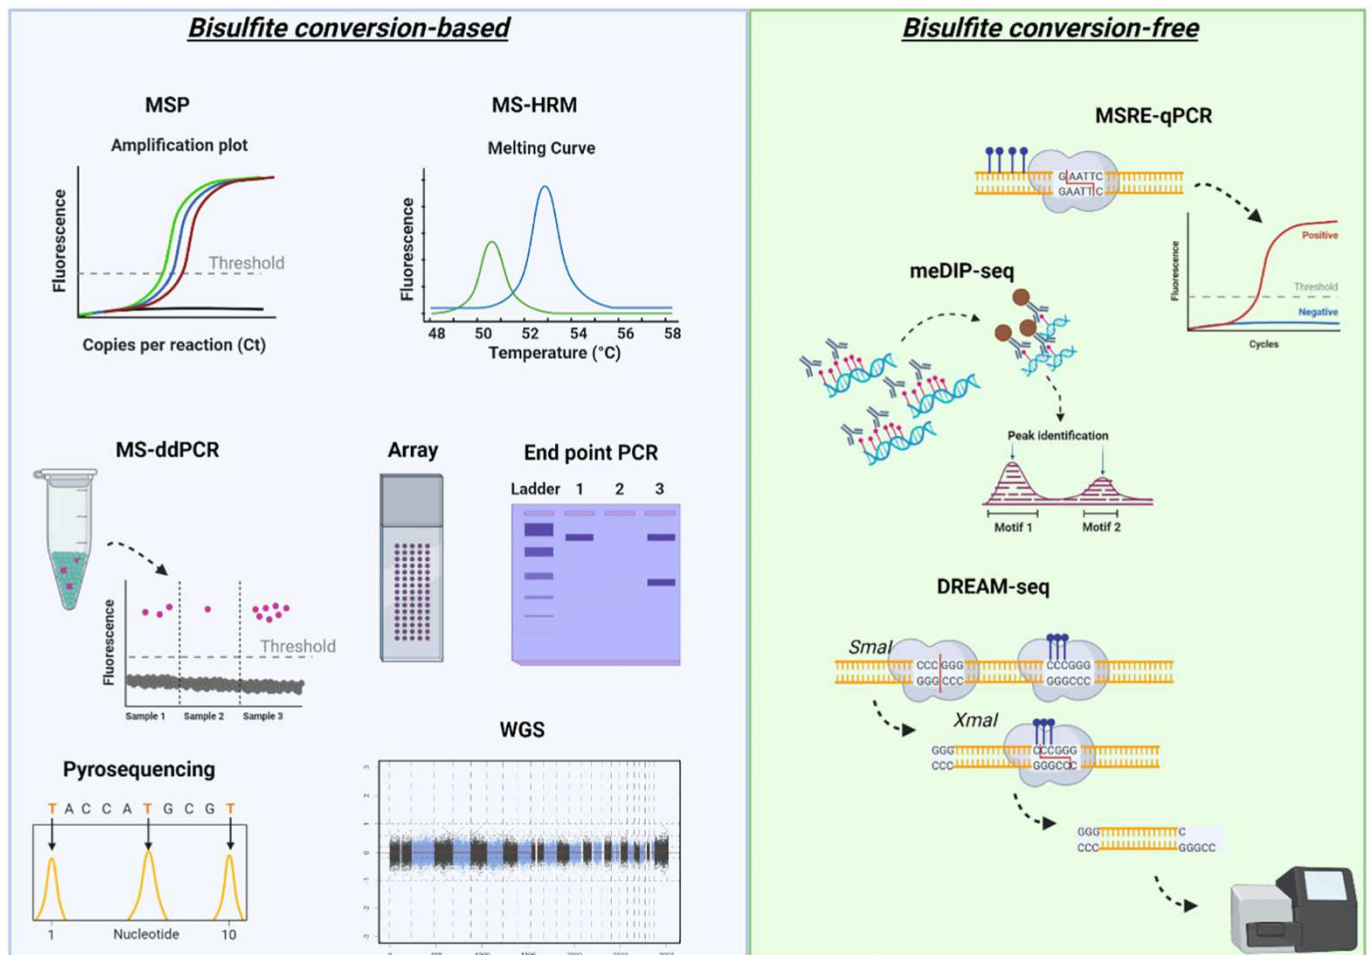 Bisulfite conversion-based
MSP
Amplification plot
Fluorescence
Threshold
Copies per reaction (Ct)
MS-HRM
Melting Curve
Fluorescence
48 50 52 54 56 58
Temperature (°C)
MS-ddPCR
Fluorescence
Threshold
Sample 1 Sample 2 Sample 3
Array
End point PCR
Ladder 1 2 3
Pyrosequencing
T A C C A T G C G T
1 Nucleotide 10
WGS
Bisulfite conversion-free
MSRE-qPCR
GAATTC
GAATTC
Fluorescence
Positive
Threshold
Negative
Cycles
meDIP-seq
Peak identification
Motif 1 Motif 2
DREAM-seq
SmaI
CCCGGG CCCGGG
GGGCCC GGGCCC
XmaI
GGG CCCGGG
CCC GGGCCC
GGG C
CCC GGGCC